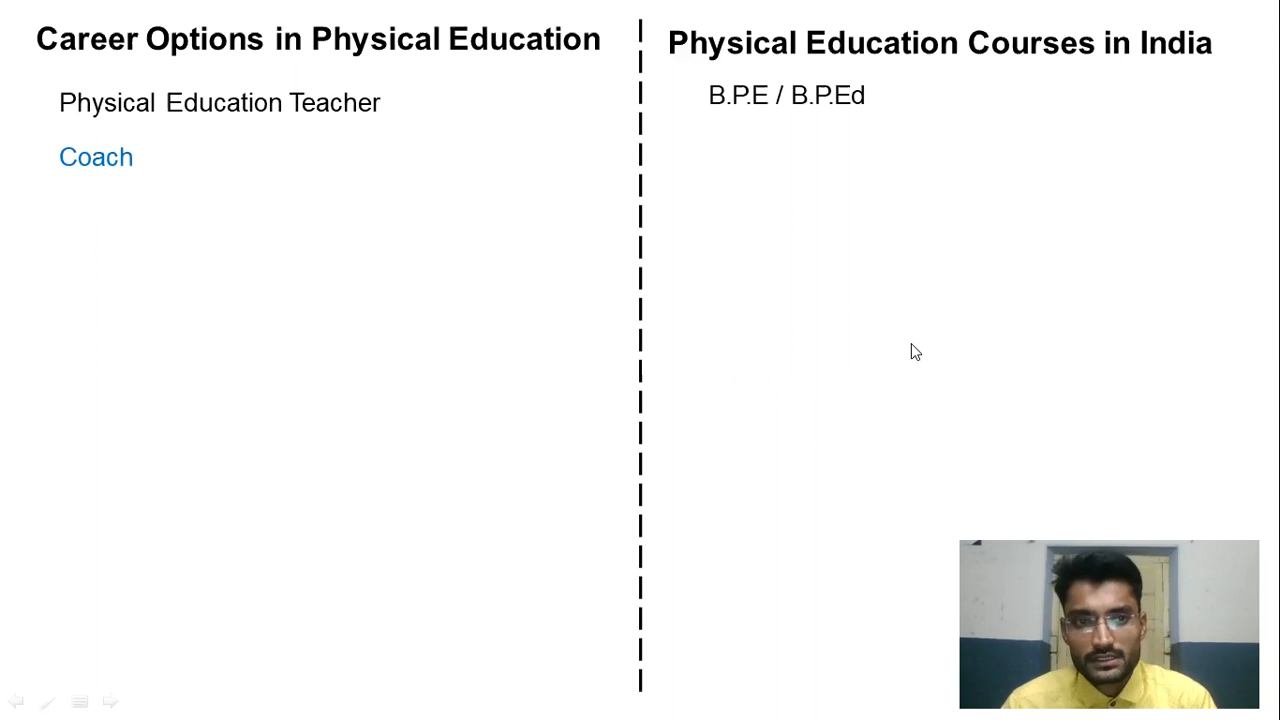 Career Options in Physical Education
Physical Education Teacher
Coach
Physical Education Courses in India
B.P.E / B.P.Ed